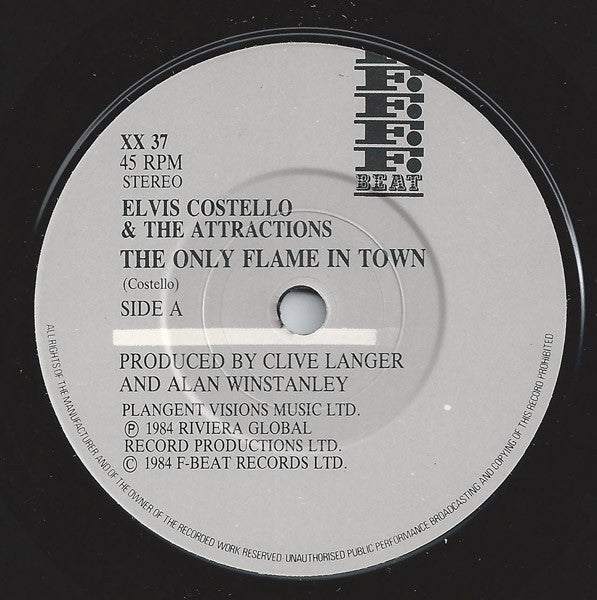 F.
F.
F.
F.
BEAT
XX 37
45 RPM
STEREO
ELVIS COSTELLO
& THE ATTRACTIONS
THE ONLY FLAME IN TOWN
(Costello)
SIDE A
PRODUCED BY CLIVE LANGER
AND ALAN WINSTANLEY
PLANGENT VISIONS MUSIC LTD.
℗ 1984 RIVIERA GLOBAL
RECORD PRODUCTIONS LTD.
© 1984 F-BEAT RECORDS LTD.
ALL RIGHTS OF THE MANUFACTURER AND OF THE OWNER OF THE RECORDED WORK RESERVED· UNAUTHORISED PUBLIC PERFORMANCE BROADCASTING AND COPYING OF THIS RECORD PROHIBITED